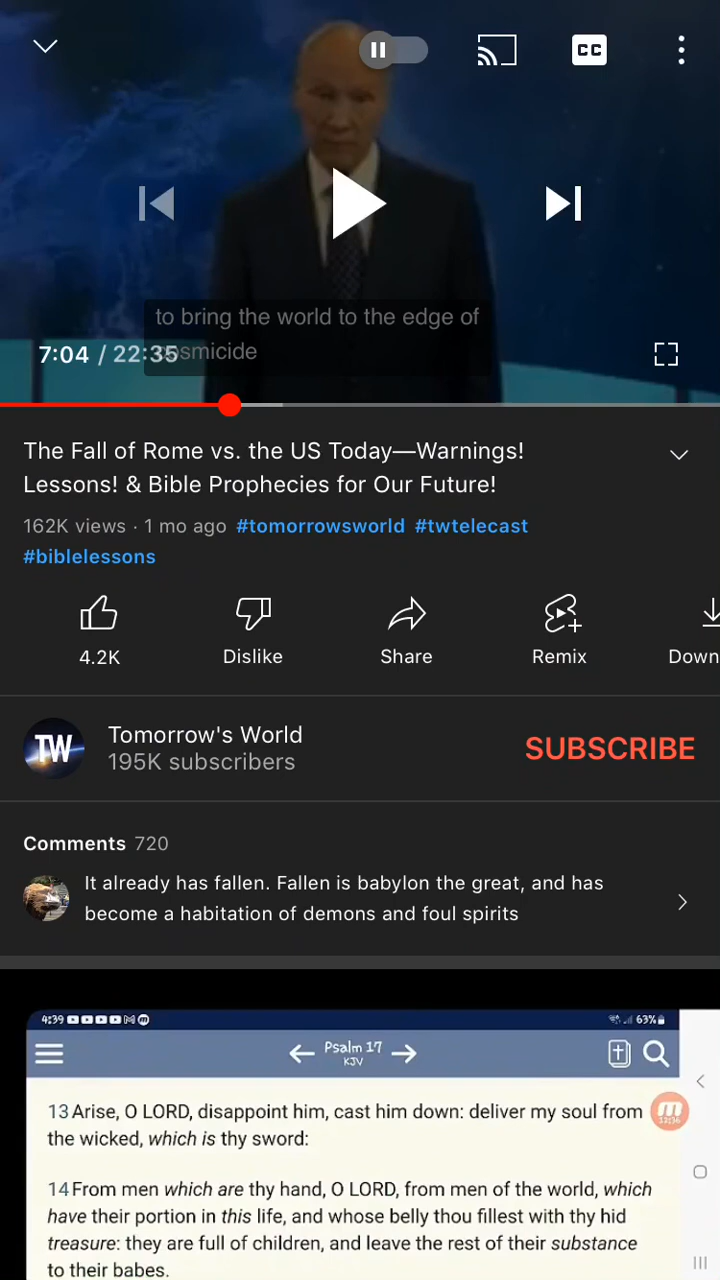 CC
to bring the world to the edge of
cosmicide
7:04 / 22:35
The Fall of Rome vs. the US Today—Warnings!
Lessons! & Bible Prophecies for Our Future!
162K views · 1 mo ago #tomorrowsworld #twtelecast
#biblelessons
4.2K Dislike Share Remix Down
TW
Tomorrow's World
195K subscribers
SUBSCRIBE
Comments 720
It already has fallen. Fallen is babylon the great, and has
become a habitation of demons and foul spirits
4:39 63%
Psalm 17
KJV
13 Arise, O LORD, disappoint him, cast him down: deliver my soul from
the wicked, which is thy sword:
14 From men which are thy hand, O LORD, from men of the world, which
have their portion in this life, and whose belly thou fillest with thy hid
treasure: they are full of children, and leave the rest of their substance
to their babes.